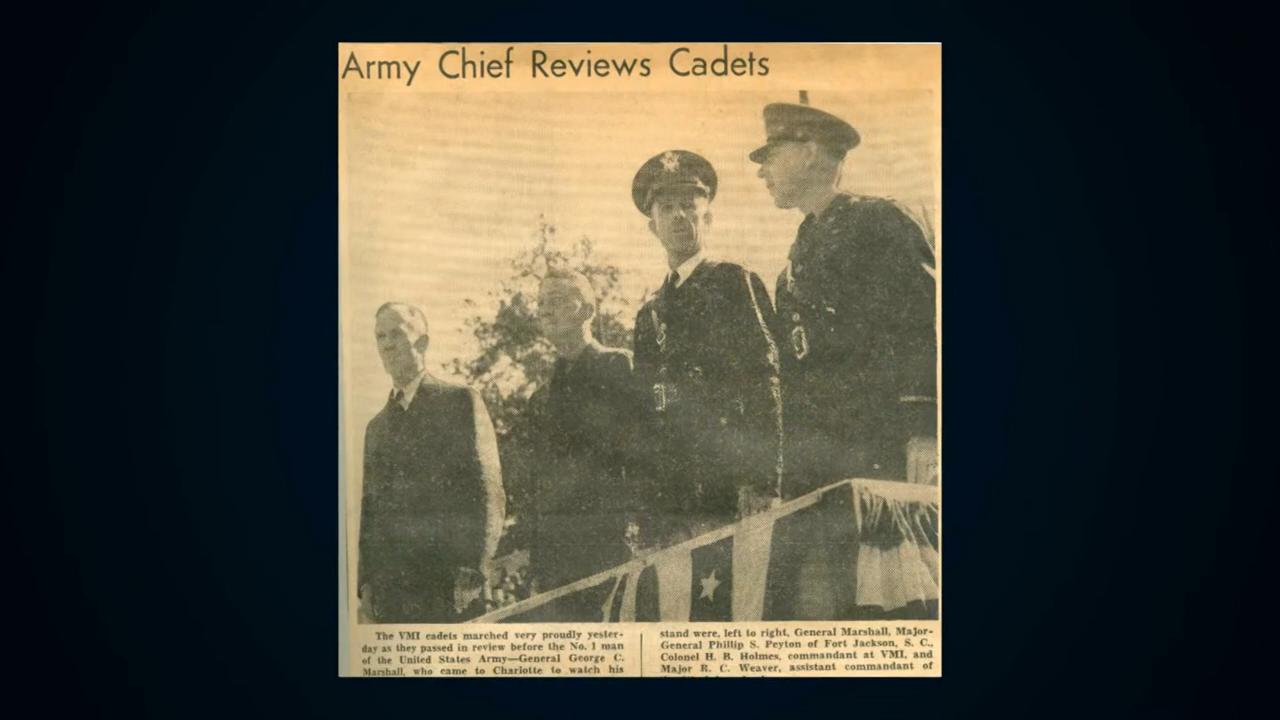 Army Chief Reviews Cadets
The VMI cadets marched very proudly yester-
day as they passed in review before the No. 1 man
of the United States Army—General George C.
Marshall, who came to Charlotte to watch his
stand were, left to right, General Marshall, Major-
General Phillip S. Peyton of Fort Jackson, S. C.,
Colonel H. B. Holmes, commandant at VMI, and
Major R. C. Weaver, assistant commandant of